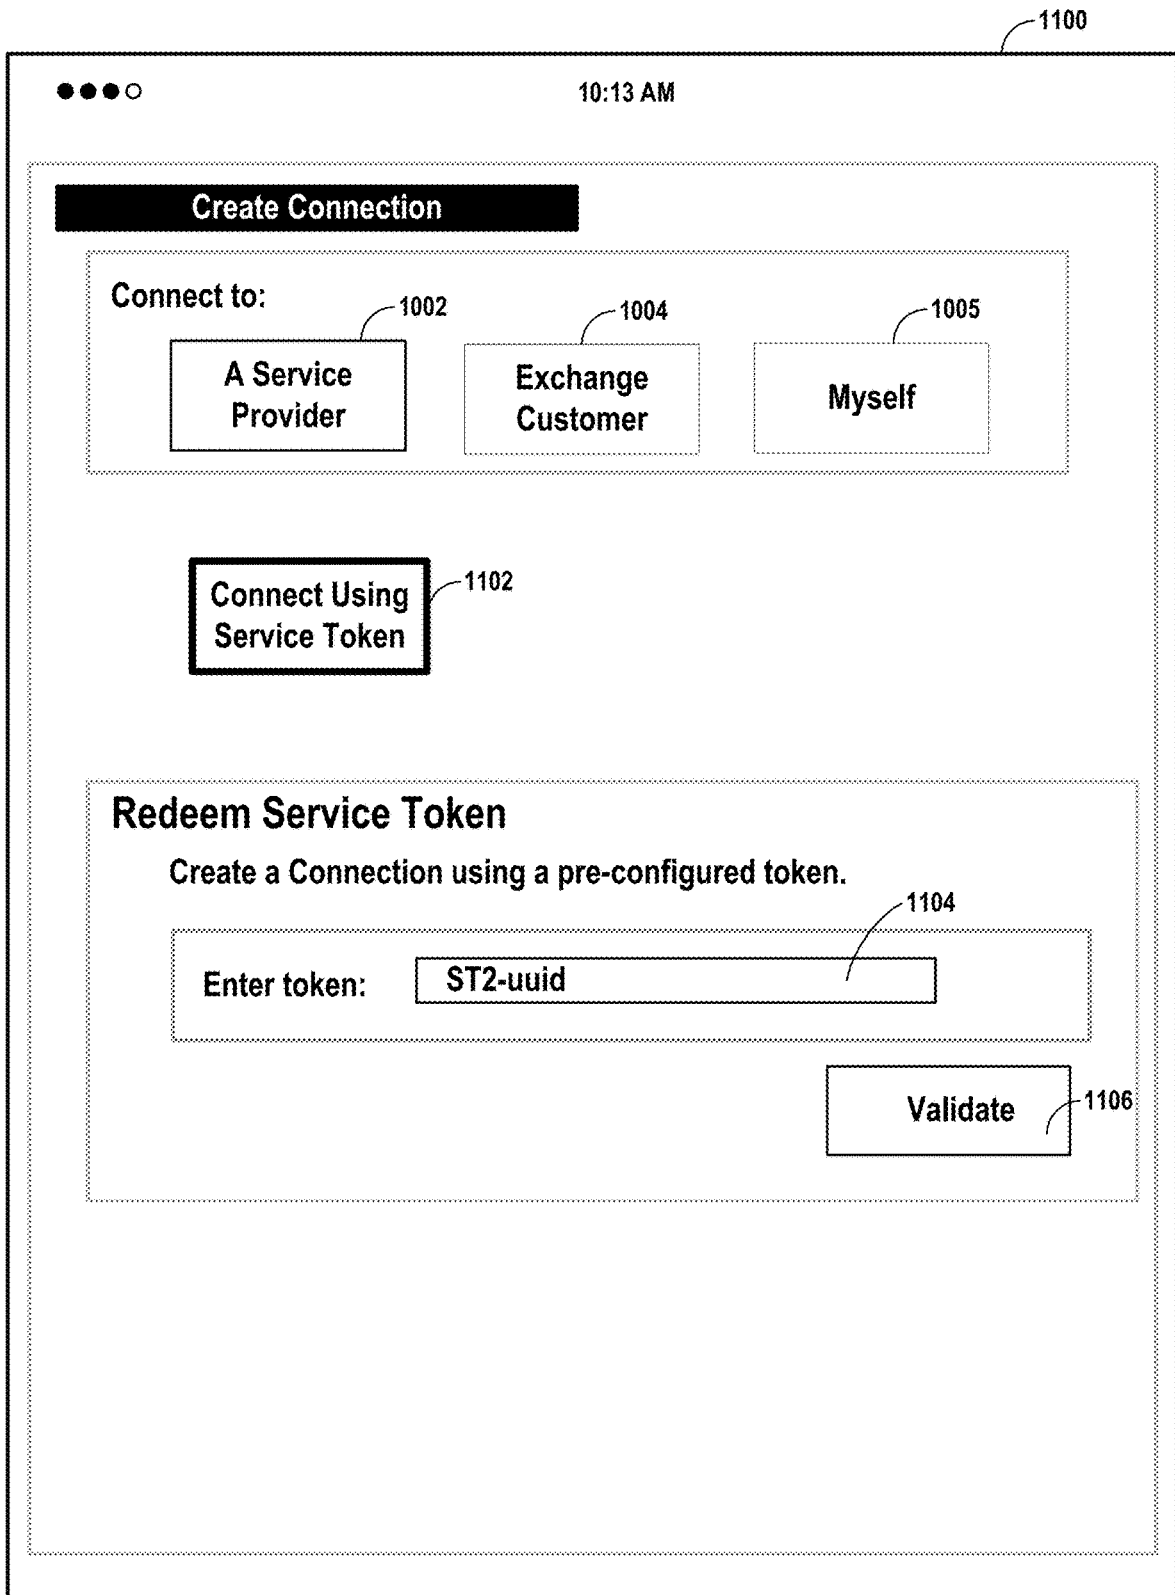 1100
10:13 AM
Create Connection
Connect to:
1002
1004
1005
A Service
Provider
Exchange
Customer
Myself
Connect Using
Service Token
1102
Redeem Service Token
Create a Connection using a pre-configured token.
1104
Enter token:
ST2-uuid
Validate
1106